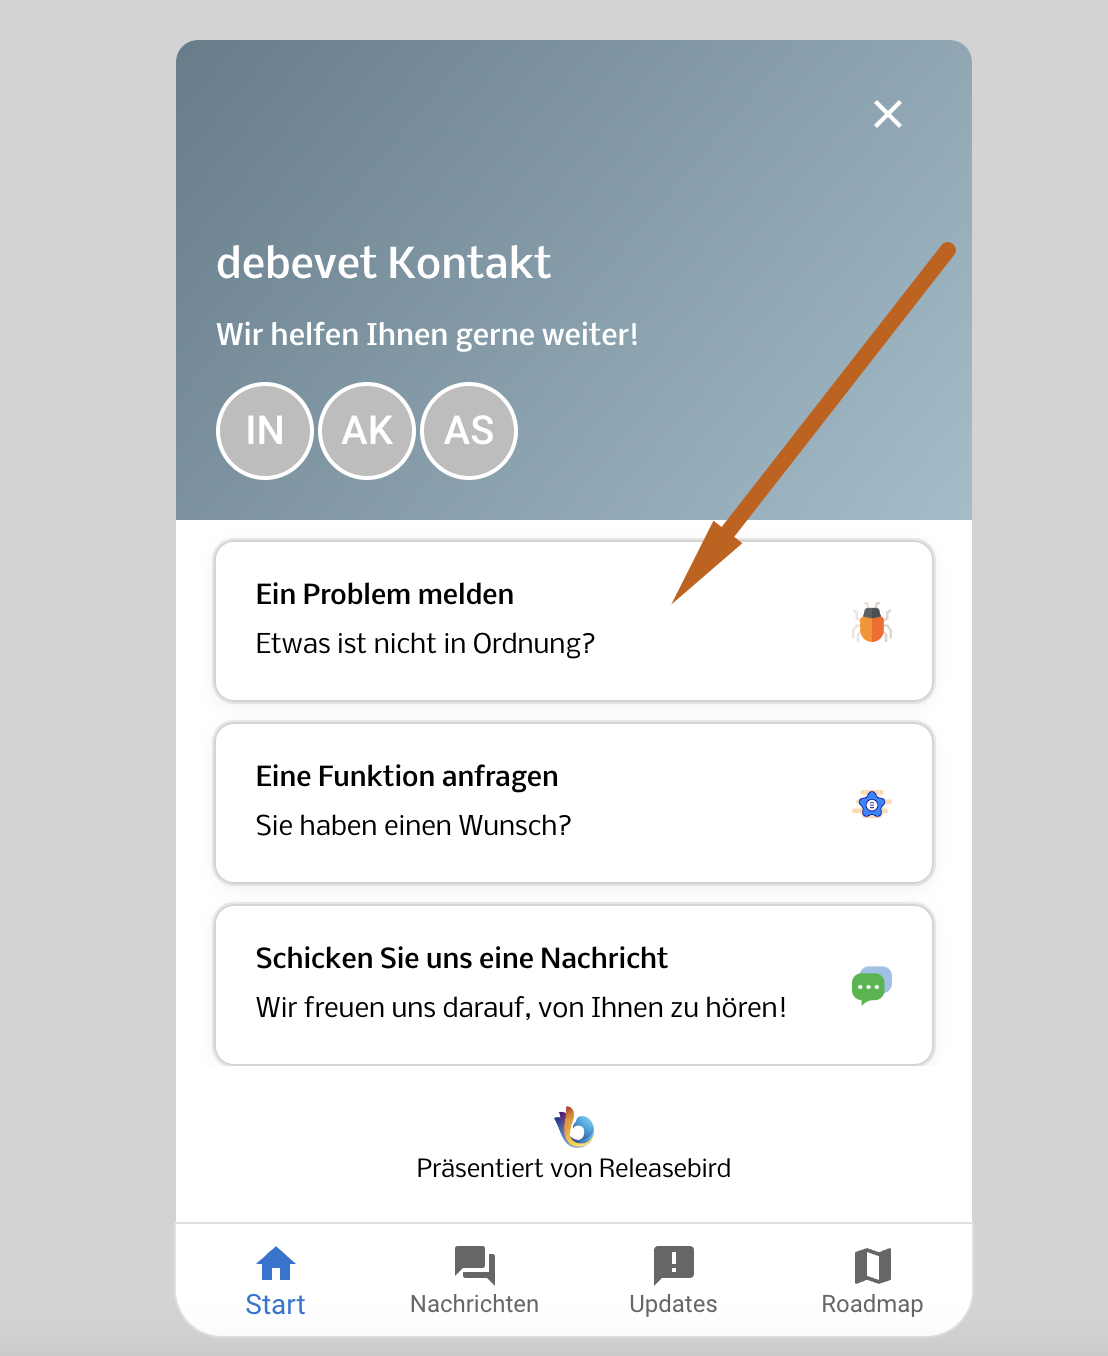 debevet Kontakt
Wir helfen Ihnen gerne weiter!
IN AK AS
Ein Problem melden
Etwas ist nicht in Ordnung?
Eine Funktion anfragen
Sie haben einen Wunsch?
Schicken Sie uns eine Nachricht
Wir freuen uns darauf, von Ihnen zu hören!
Präsentiert von Releasebird
Start Nachrichten Updates Roadmap